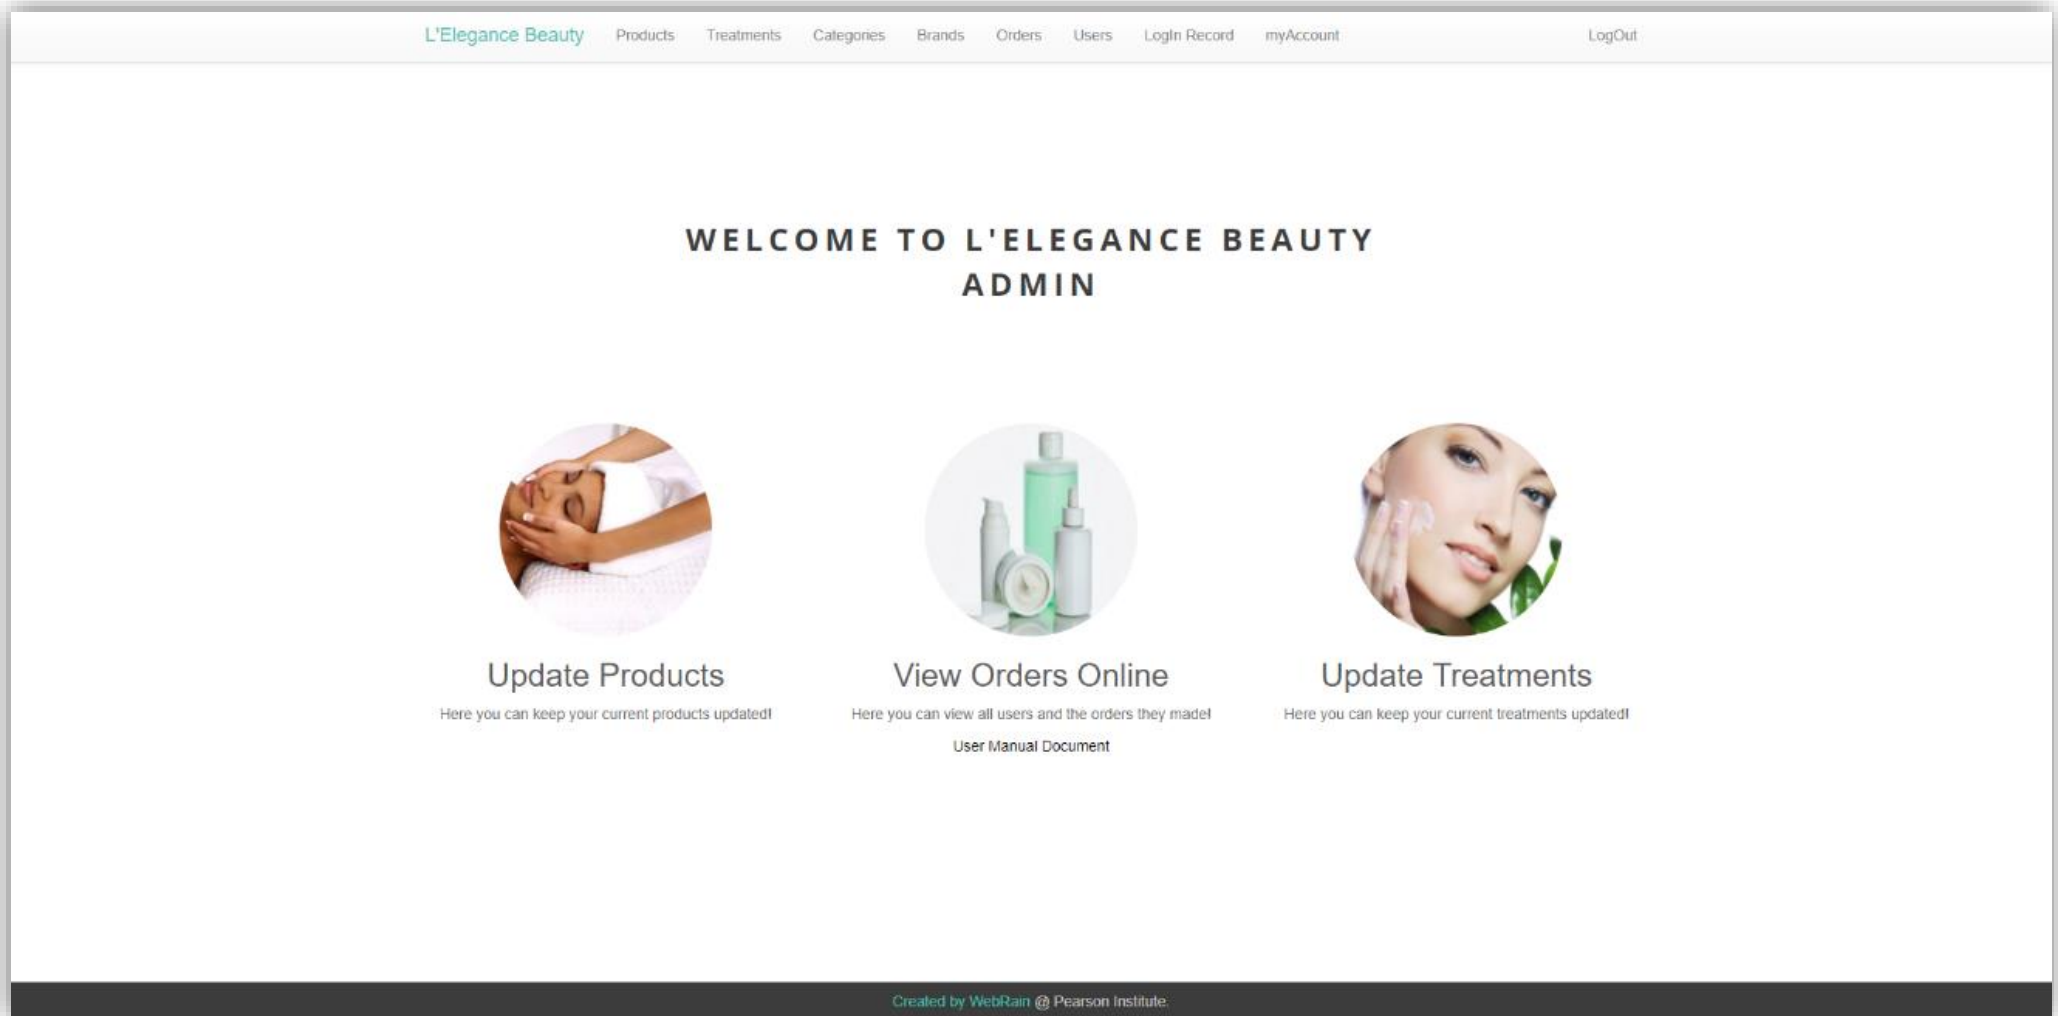 L'Elegance Beauty Products Treatments Categories Brands Orders Users LogIn Record myAccount LogOut
WELCOME TO L'ELEGANCE BEAUTY
ADMIN
Update Products
Here you can keep your current products updated!
View Orders Online
Here you can view all users and the orders they made!
User Manual Document
Update Treatments
Here you can keep your current treatments updated!
Created by WebRain @ Pearson Institute.